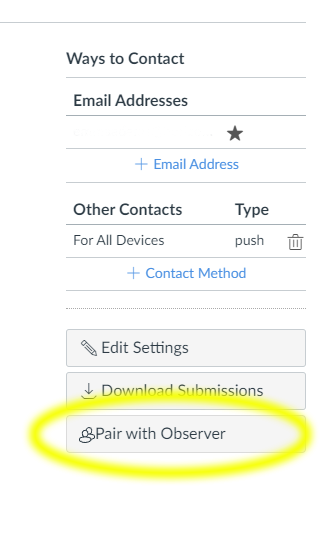 Ways to Contact
Email Addresses
+ Email Address
Other Contacts Type
For All Devices push
+ Contact Method
Edit Settings
Download Submissions
Pair with Observer